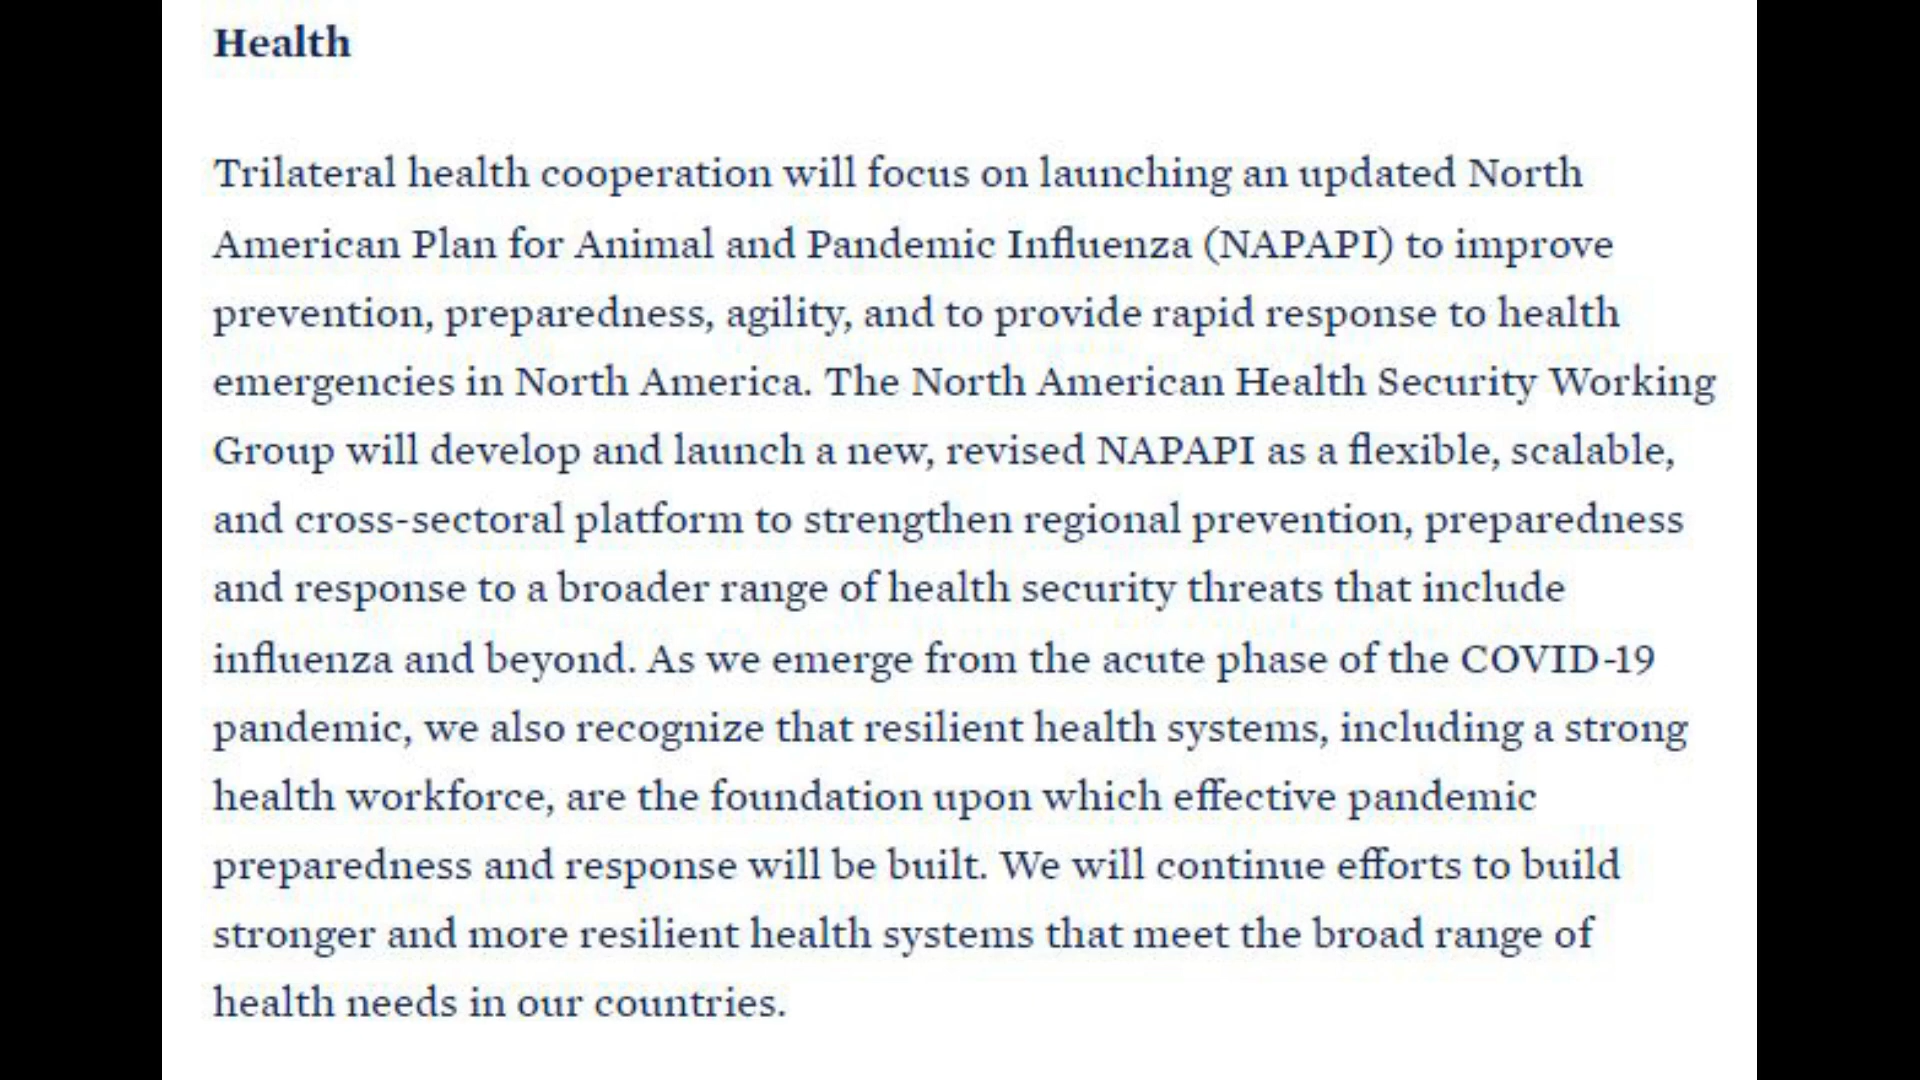 Health
Trilateral health cooperation will focus on launching an updated North
American Plan for Animal and Pandemic Influenza (NAPAPI) to improve
prevention, preparedness, agility, and to provide rapid response to health
emergencies in North America. The North American Health Security Working
Group will develop and launch a new, revised NAPAPI as a flexible, scalable,
and cross-sectoral platform to strengthen regional prevention, preparedness
and response to a broader range of health security threats that include
influenza and beyond. As we emerge from the acute phase of the COVID-19
pandemic, we also recognize that resilient health systems, including a strong
health workforce, are the foundation upon which effective pandemic
preparedness and response will be built. We will continue efforts to build
stronger and more resilient health systems that meet the broad range of
health needs in our countries.